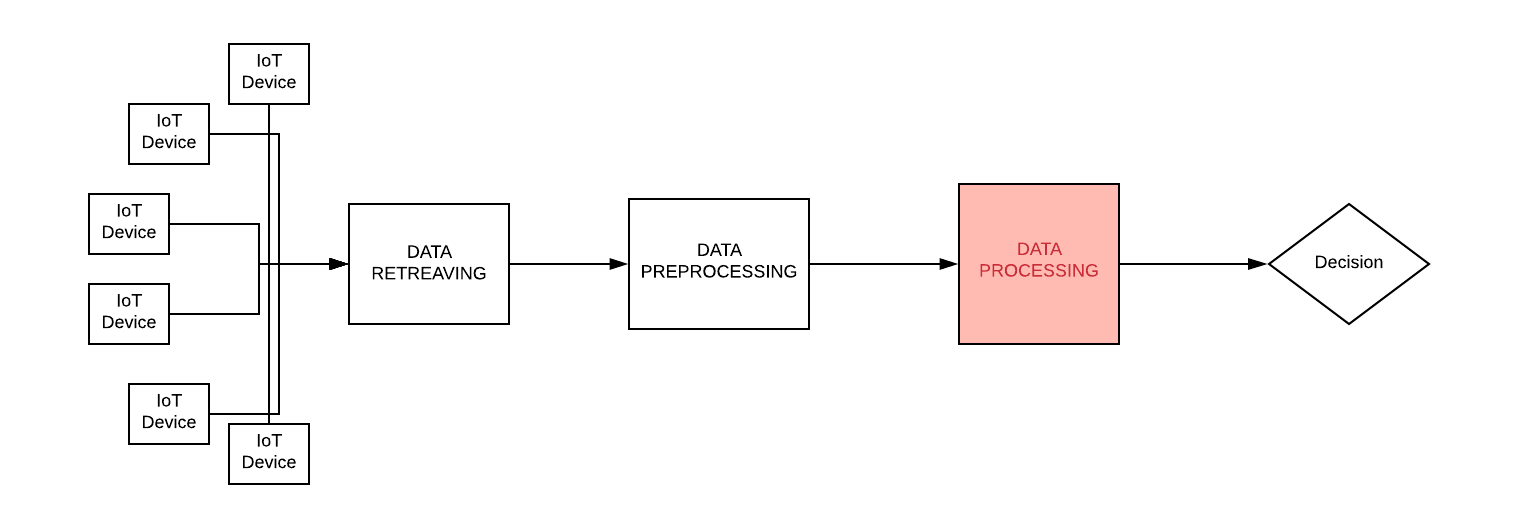 IoT
Device
IoT
Device
IoT
Device
IoT
Device
IoT
Device
IoT
Device
DATA
RETREAVING
DATA
PREPROCESSING
DATA
PROCESSING
Decision